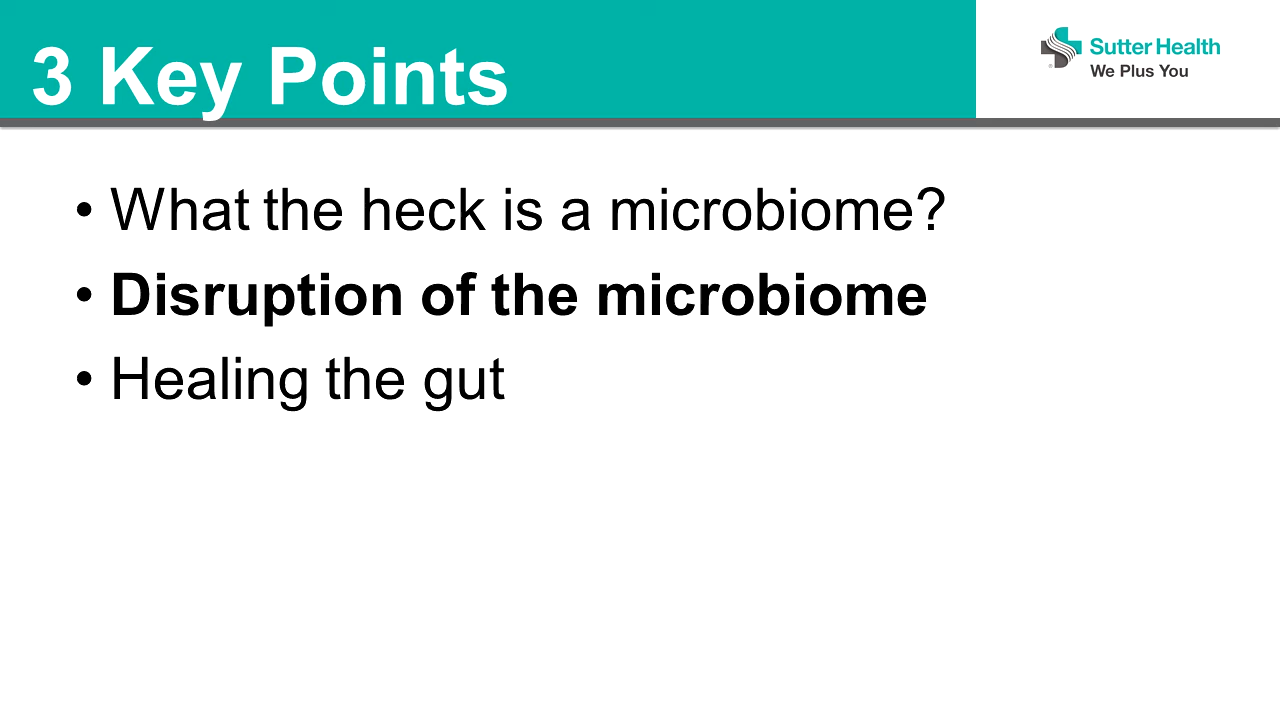 3 Key Points
Sutter Health
We Plus You
• What the heck is a microbiome?
• Disruption of the microbiome
• Healing the gut